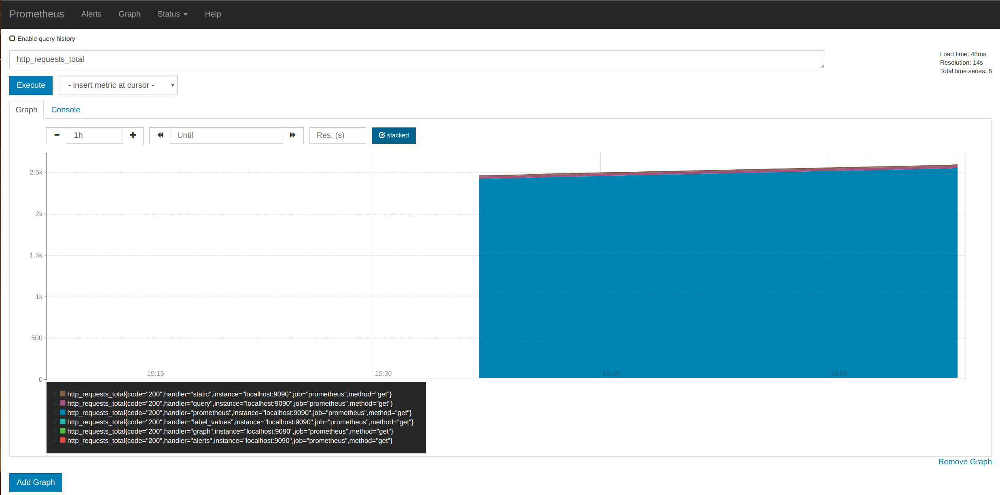 Prometheus Alerts Graph Status Help
Enable query history
http_requests_total
Load time: 48ms
Resolution: 14s
Total time series: 6
Execute - insert metric at cursor -
Graph Console
1h Until Res. (s) stacked
2.5k
2k
1.5k
1k
500
0
15:15 15:30 15:45 16:00
http_requests_total{code="200",handler="static",instance="localhost:9090",job="prometheus",method="get"}
http_requests_total{code="200",handler="query",instance="localhost:9090",job="prometheus",method="get"}
http_requests_total{code="200",handler="prometheus",instance="localhost:9090",job="prometheus",method="get"}
http_requests_total{code="200",handler="label_values",instance="localhost:9090",job="prometheus",method="get"}
http_requests_total{code="200",handler="graph",instance="localhost:9090",job="prometheus",method="get"}
http_requests_total{code="200",handler="alerts",instance="localhost:9090",job="prometheus",method="get"}
Remove Graph
Add Graph